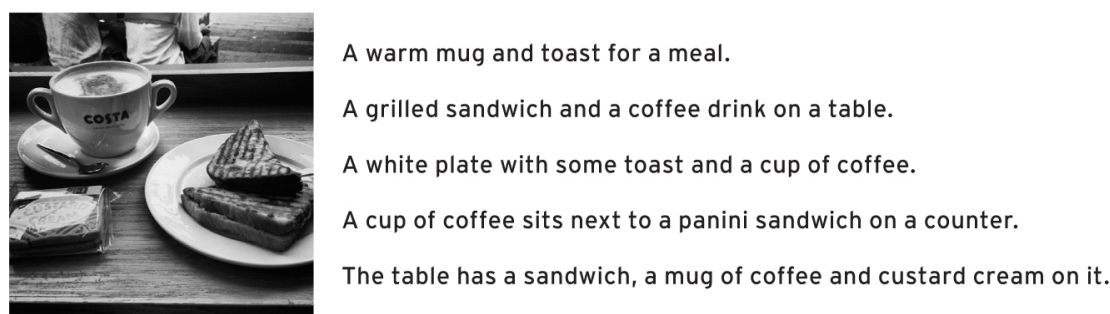 A warm mug and toast for a meal.
A grilled sandwich and a coffee drink on a table.
A white plate with some toast and a cup of coffee.
A cup of coffee sits next to a panini sandwich on a counter.
The table has a sandwich, a mug of coffee and custard cream on it.
COSTA
CUSTARD
CREAM